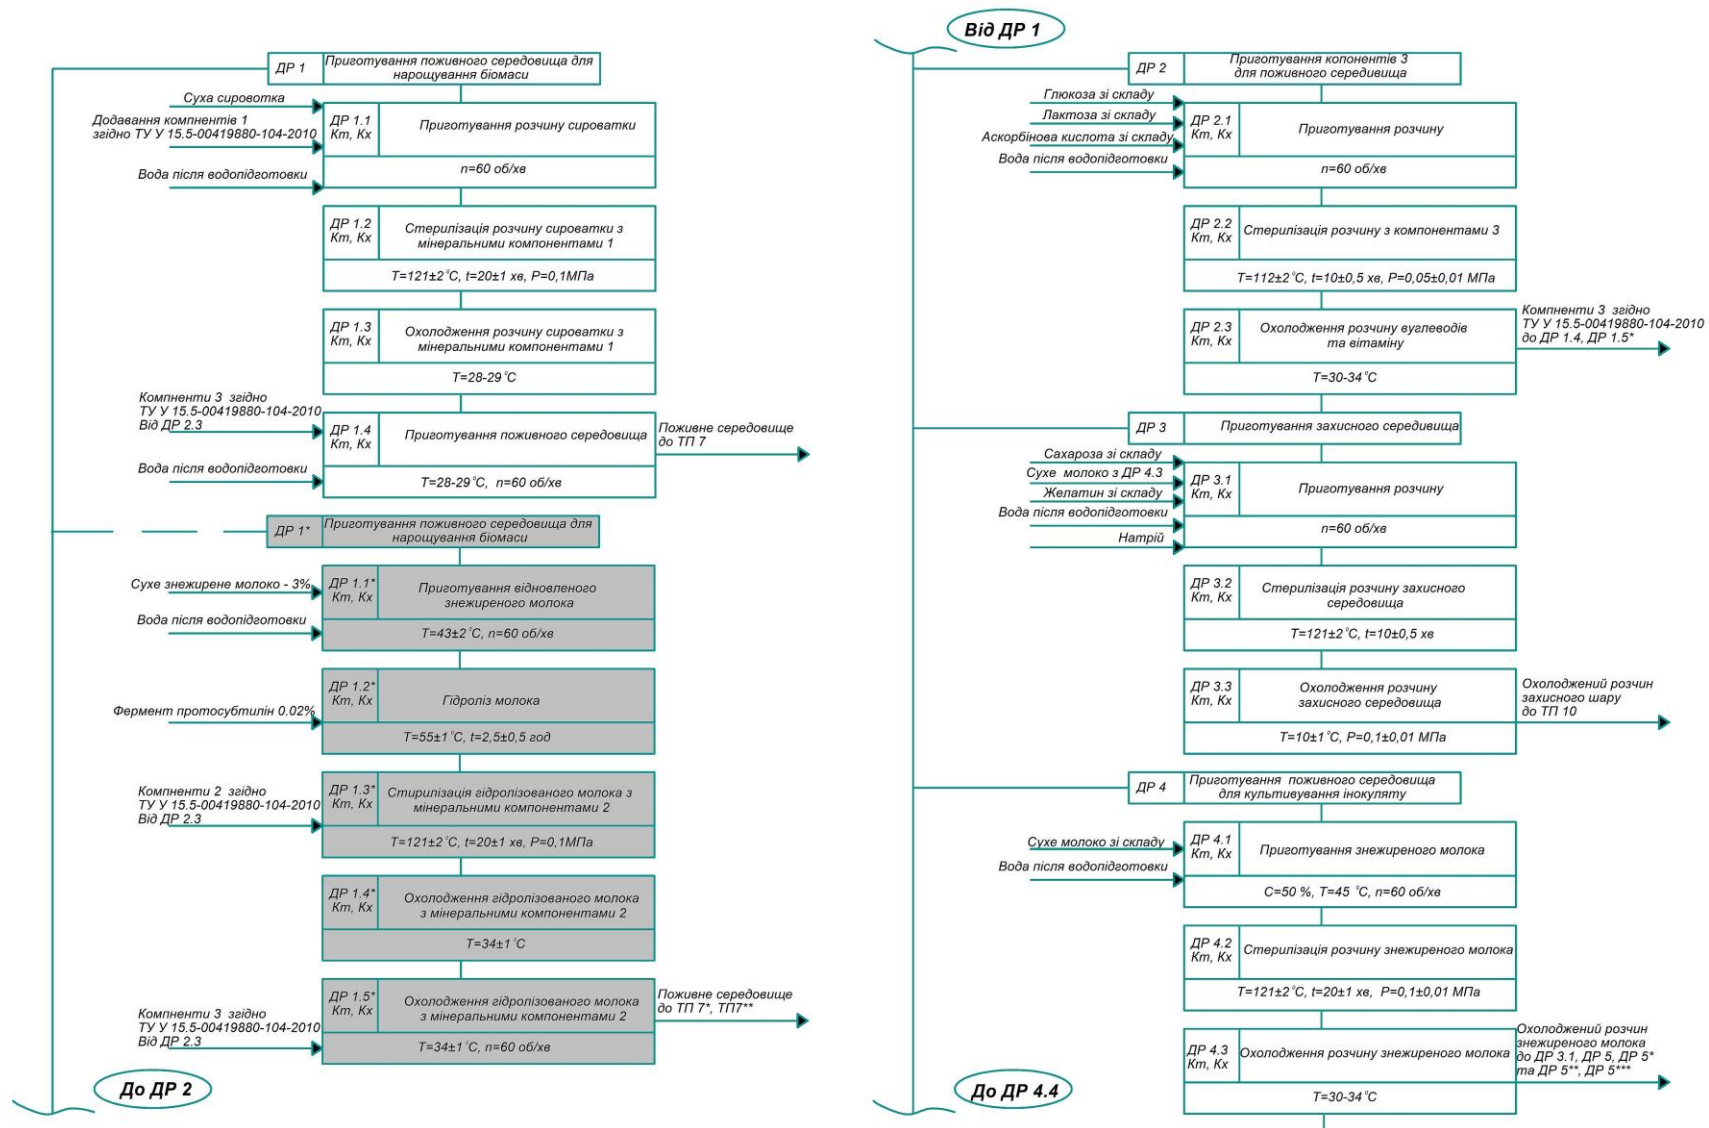 ДР 1
Приготування поживного середовища для
нарощування біомаси
Суха сировотка
Додавання компнентів 1
згідно ТУ У 15.5-00419880-104-2010
Вода після водопідготовки
ДР 1.1
Кт, Кх
Приготування розчину сироватки
n=60 об/хв
ДР 1.2
Кт, Кх
Стерилізація розчину сироватки з
мінеральними компонентами 1
T=121±2°C, t=20±1 хв, P=0,1МПа
ДР 1.3
Кт, Кх
Охолодження розчину сироватки з
мінеральними компонентами 1
T=28-29°C
Компненти 3 згідно
ТУ У 15.5-00419880-104-2010
Від ДР 2.3
Вода після водопідготовки
ДР 1.4
Кт, Кх
Приготування поживного середовища
T=28-29°C, n=60 об/хв
Поживне середовище
до ТП 7
ДР 1*
Приготування поживного середовища для
нарощування біомаси
Сухе знежирене молоко - 3%
Вода після водопідготовки
ДР 1.1*
Кт, Кх
Приготування відновленого
знежиреного молока
T=43±2°C, n=60 об/хв
Фермент протосубтилін 0.02%
ДР 1.2*
Кт, Кх
Гідроліз молока
T=55±1°C, t=2,5±0,5 год
Компненти 2 згідно
ТУ У 15.5-00419880-104-2010
Від ДР 2.3
ДР 1.3*
Кт, Кх
Стирилізація гідролізованого молока з
мінеральними компонентами 2
T=121±2°C, t=20±1 хв, P=0,1МПа
ДР 1.4*
Кт, Кх
Охолодження гідролізованого молока
з мінеральними компонентами 2
T=34±1°C
Компненти 3 згідно
ТУ У 15.5-00419880-104-2010
Від ДР 2.3
ДР 1.5*
Кт, Кх
Охолодження гідролізованого молока
з мінеральними компонентами 2
T=34±1°C, n=60 об/хв
Поживне середовище
до ТП 7*, ТП7**
До ДР 2
Від ДР 1
ДР 2
Приготування копонентів 3
для поживного середивища
Глюкоза зі складу
Лактоза зі складу
Аскорбінова кислота зі складу
Вода після водопідготовки
ДР 2.1
Кт, Кх
Приготування розчину
n=60 об/хв
ДР 2.2
Кт, Кх
Стерилізація розчину з компонентами 3
T=112±2°C, t=10±0,5 хв, P=0,05±0,01 МПа
ДР 2.3
Кт, Кх
Охолодження розчину вуглеводів
та вітаміну
T=30-34°C
Компненти 3 згідно
ТУ У 15.5-00419880-104-2010
до ДР 1.4, ДР 1.5*
ДР 3
Приготування захисного середивища
Сахароза зі складу
Сухе молоко з ДР 4.3
Желатин зі складу
Вода після водопідготовки
Натрій
ДР 3.1
Кт, Кх
Приготування розчину
n=60 об/хв
ДР 3.2
Кт, Кх
Стерилізація розчину захисного
середовища
T=121±2°C, t=10±0,5 хв
ДР 3.3
Кт, Кх
Охолодження розчину
захисного середовища
T=10±1°C, P=0,1±0,01 МПа
Охолоджений розчин
захисного шару
до ТП 10
ДР 4
Приготування поживного середовища
для культивування інокуляту
Сухе молоко зі складу
Вода після водопідготовки
ДР 4.1
Кт, Кх
Приготування знежиреного молока
C=50 %, T=45 °C, n=60 об/хв
ДР 4.2
Кт, Кх
Стерилізація розчину знежиреного молока
T=121±2°C, t=20±1 хв, P=0,1±0,01 МПа
ДР 4.3
Кт, Кх
Охолодження розчину знежиреного молока
T=30-34°C
Охолоджений розчин
знежиреного молока
до ДР 3.1, ДР 5, ДР 5*
та ДР 5**, ДР 5***
До ДР 4.4